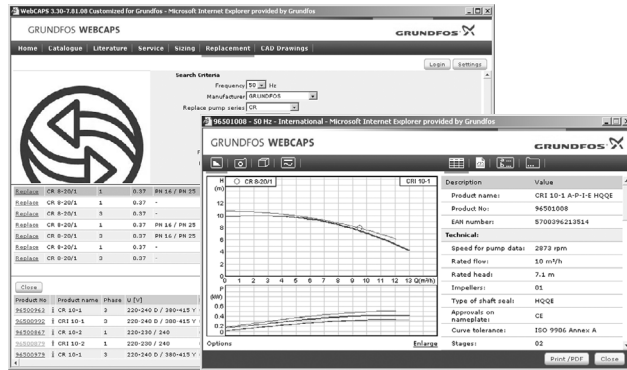 WebCAPS 3.30-7.01.00 Customized for Grundfos - Microsoft Internet Explorer provided by Grundfos
GRUNDFOS WEBCAPS
GRUNDFOS
Home Catalogue Literature Service Sizing Replacement CAD Drawings
Login Settings
Search Criteria
Frequency 50 Hz
Manufacturer GRUNDFOS
Replace pump series CR
Replace CR 8-20/1 1 0.37 PN 16 / PN 25
Replace CR 8-20/1 1 0.37 -
Replace CR 8-20/1 3 0.37 -
Replace CR 8-20/1 1 0.37 PN 16 / PN 25
Replace CR 8-20/1 3 0.37 PN 16 / PN 25
Replace CR 8-20/1 1 0.37 -
Replace CR 8-20/1 3 0.37 -
Close
Product No Product name Phase U [V]
96500963 CR 10-1 3 220-240 D / 380-415 Y
CRI 10-1 3 220-240 D / 380-415 Y
CR 10-2 1 220-230 / 240
CRI 10-2 1 220-230 / 240
96500979 CR 10-1 3 220-240 D / 380-415 Y
96501008 - 50 Hz - International - Microsoft Internet Explorer provided by Grundfos
GRUNDFOS WEBCAPS
GRUNDFOS
H
(m)
CR 8-20/1
CRI 10-1
12
10
8
6
4
2
0
0 1 2 3 4 5 6 7 8 9 10 11 12 13 Q(m³/h)
P
(kW)
0.6
0.4
0.2
0
Options
Enlarge
Description Value
Product name: CRI 10-1 A-P-I-E HQQE
Product No: 96501008
EAN number: 5700396213514
Technical:
Speed for pump data: 2873 rpm
Rated flow: 10 m³/h
Rated head: 7.1 m
Impellers: 01
Type of shaft seal: HQQE
Approvals on
nameplate: CE
Curve tolerance: ISO 9906 Annex A
Stages: 02
Print /PDF Close